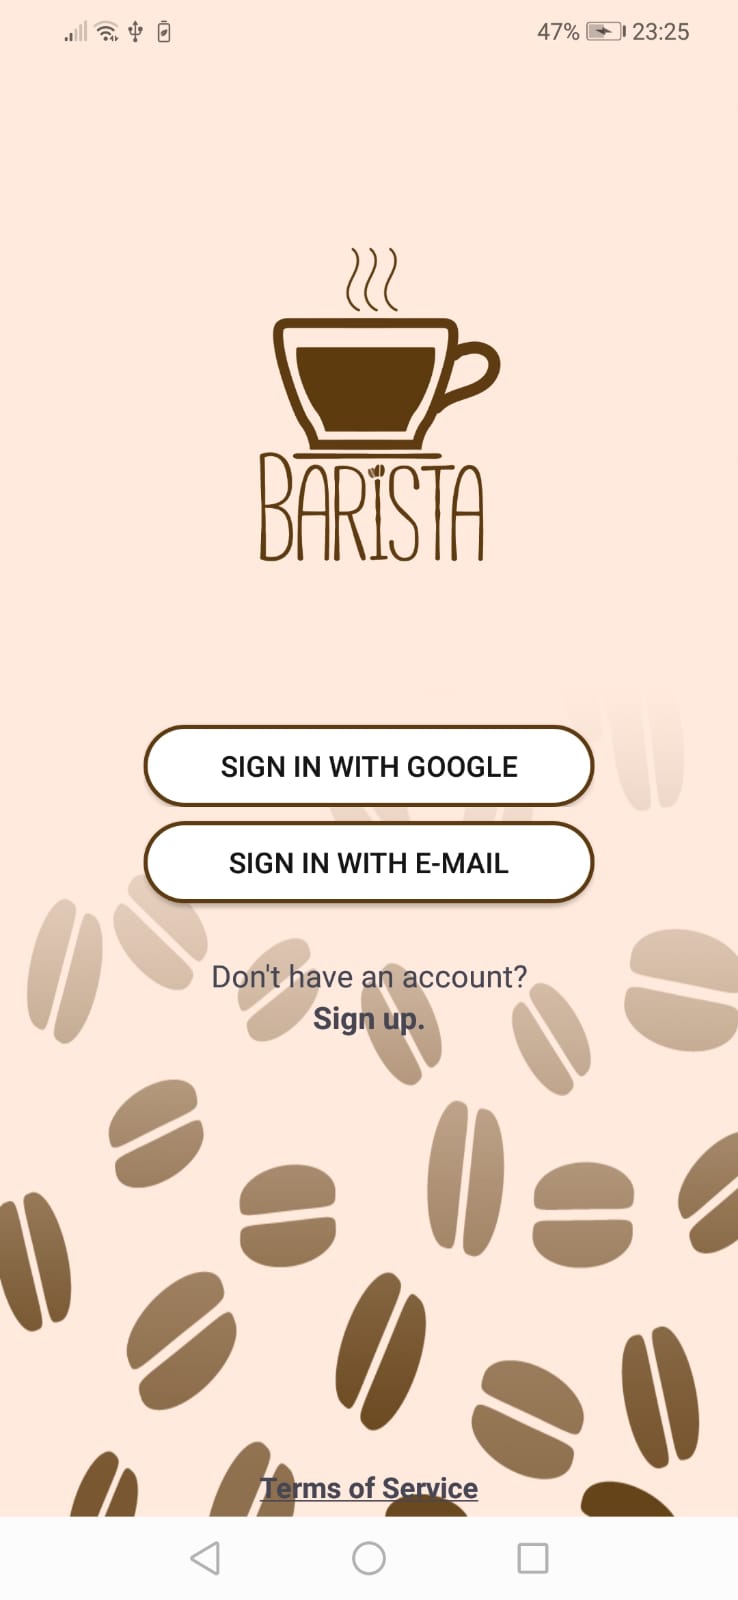 47% 23:25
BARISTA
SIGN IN WITH GOOGLE
SIGN IN WITH E-MAIL
Don't have an account?
Sign up.
Terms of Service